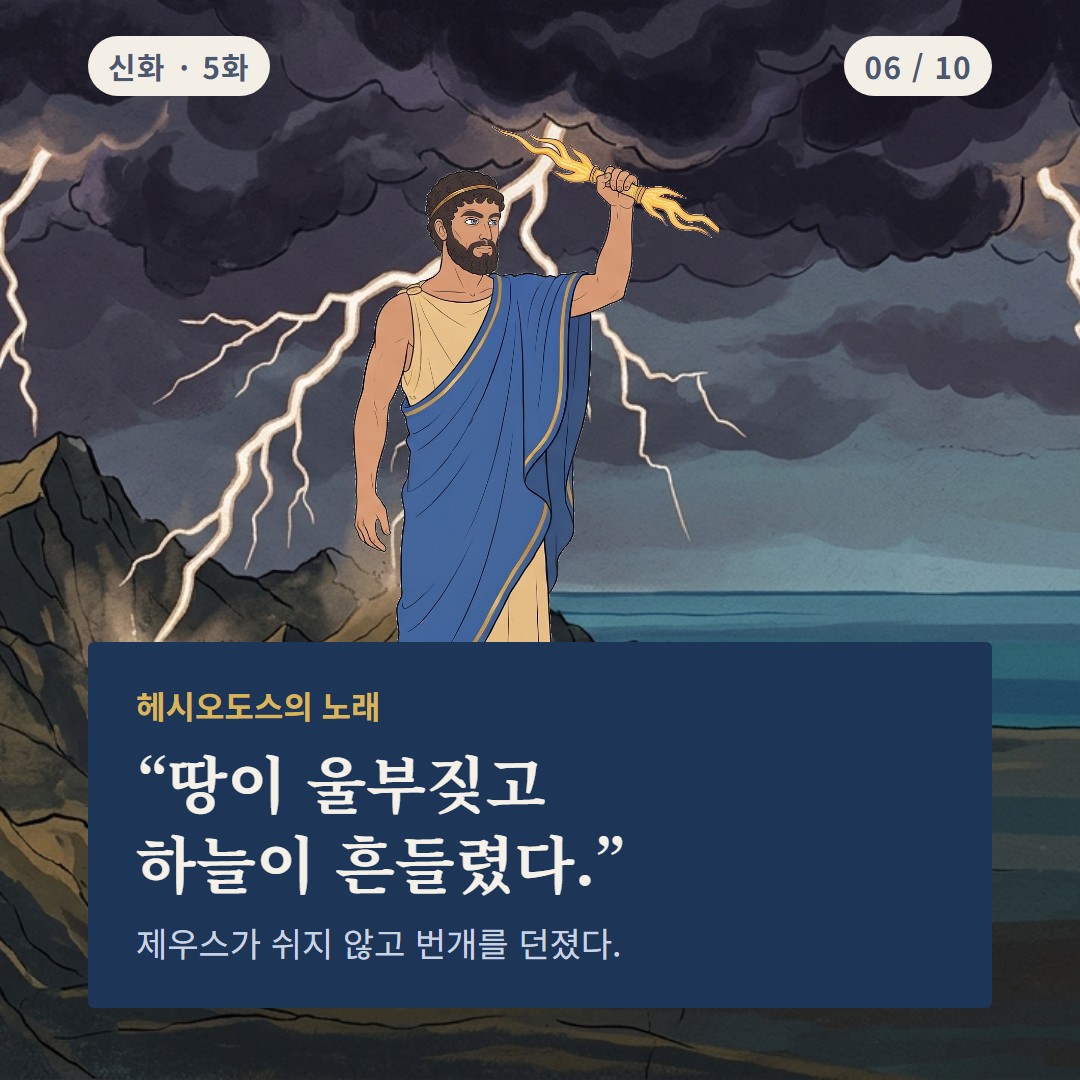 신화 · 5화
06 / 10
헤시오도스의 노래
“땅이 울부짖고
하늘이 흔들렸다.”
제우스가 쉬지 않고 번개를 던졌다.